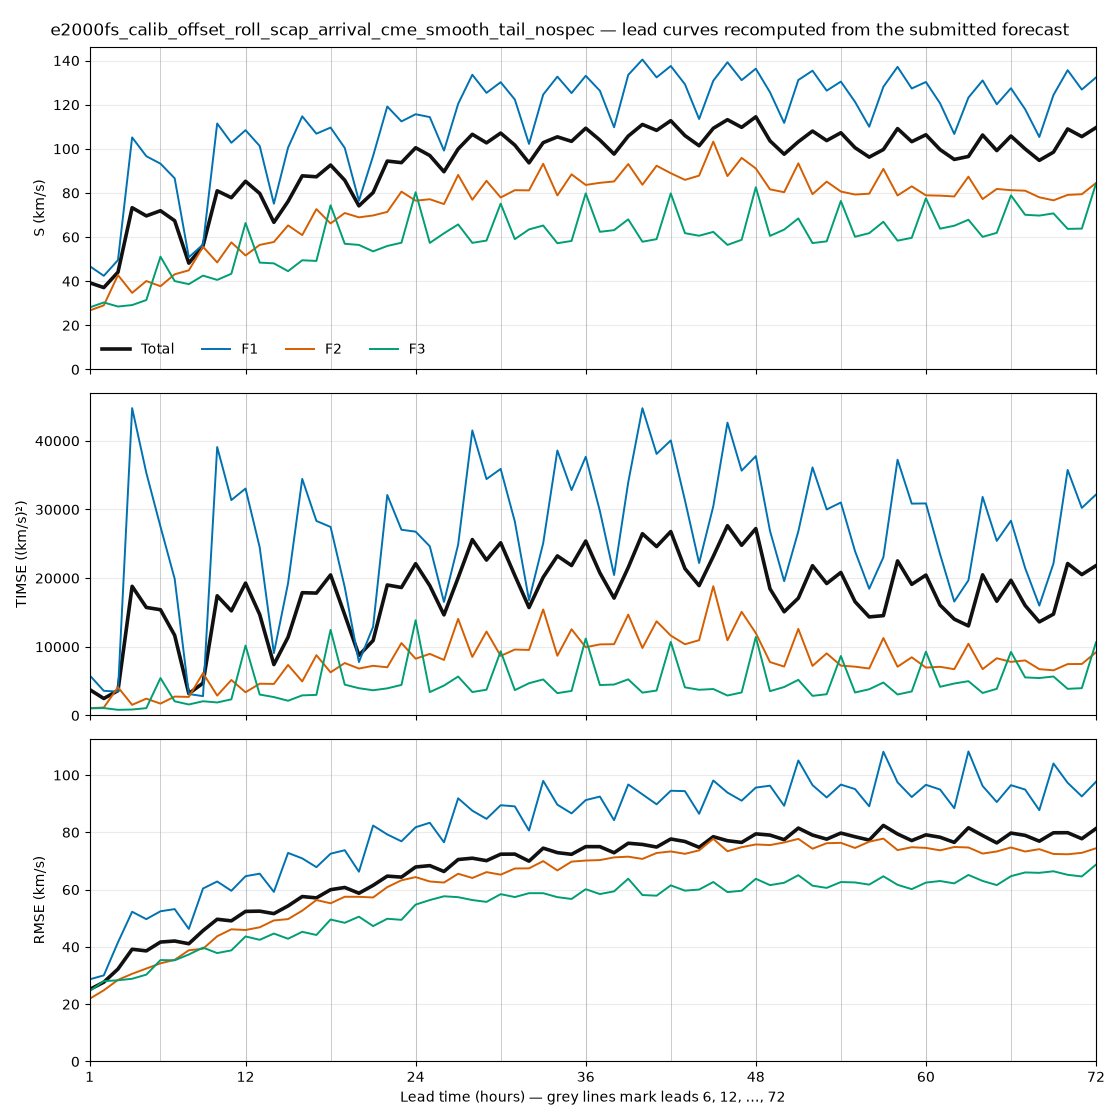 e2000fs_calib_offset_roll_scap_arrival_cme_smooth_tail_nospec — lead curves recomputed from the submitted forecast
140
120
100
80
60
40
20
0
S (km/s)
Total F1 F2 F3
40000
30000
20000
10000
0
TIMSE ((km/s)²)
100
80
60
40
20
0
RMSE (km/s)
1 12 24 36 48 60 72
Lead time (hours) — grey lines mark leads 6, 12, ..., 72